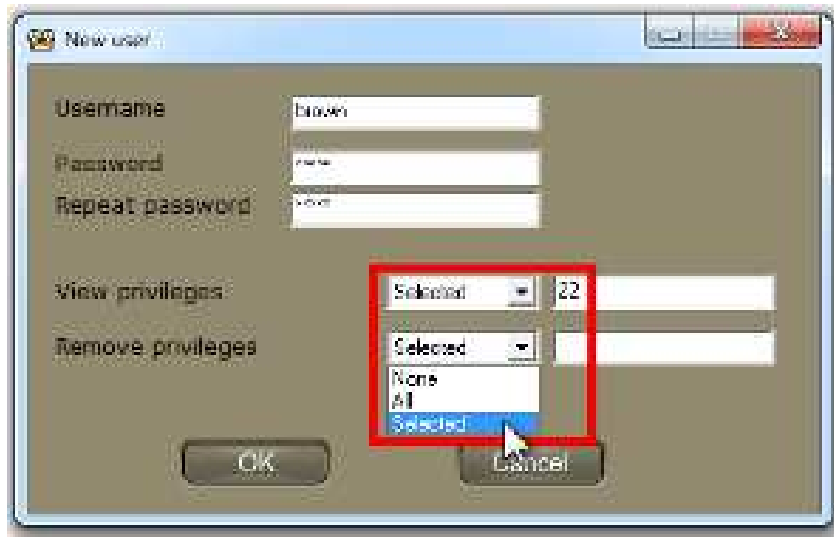 New user
Username brown
Password ****
Repeat password ****
View privileges Selected 22
Remove privileges Selected
None
All
Selected
OK Cancel